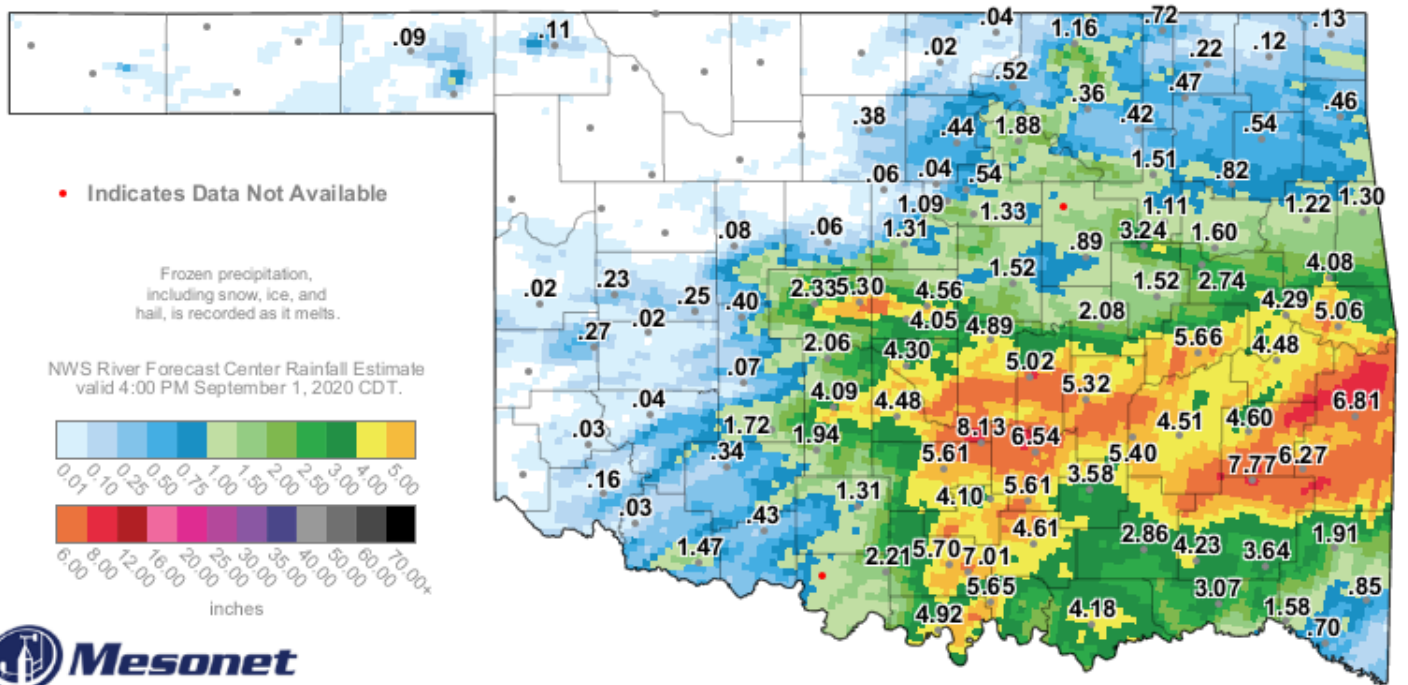 .04 .72 .13
.11 1.16
.09 .02 .22 .12
.52 .47
.36 .46
.38 .42
.44 1.88 .54
1.51
.06 .04 .54 .82
• Indicates Data Not Available
1.09 1.33 1.11 1.22 1.30
.08 .06 1.31 3.24 1.60
.89
Frozen precipitation,
including snow, ice, and
hail, is recorded as it melts.
1.52 4.08
.02 .23 .25 .40 2.33 5.30 4.56 1.52 2.74
4.29
.02 4.05 4.89 2.08 5.06
.27 2.06 4.30 5.66 4.48
NWS River Forecast Center Rainfall Estimate
valid 4:00 PM September 1, 2020 CDT.
.07 5.02
5.32
.04 4.09 4.48 6.81
.03 1.72 1.94 8.13 6.54 4.51 4.60
.34 5.61 5.40 7.77 6.27
0.01 0.10 0.25 0.50 0.75 1.00 1.50 2.00 2.50 3.00 4.00 5.00
.16 1.31 4.10 5.61 3.58
.03 .43 4.61
6.00 8.00 12.00 16.00 20.00 25.00 30.00 35.00 40.00 50.00 60.00 70.00+
1.47 2.21 5.70 7.01 2.86 4.23 3.64 1.91
5.65 3.07 .85
inches
4.92 4.18 1.58
.70
Mesonet